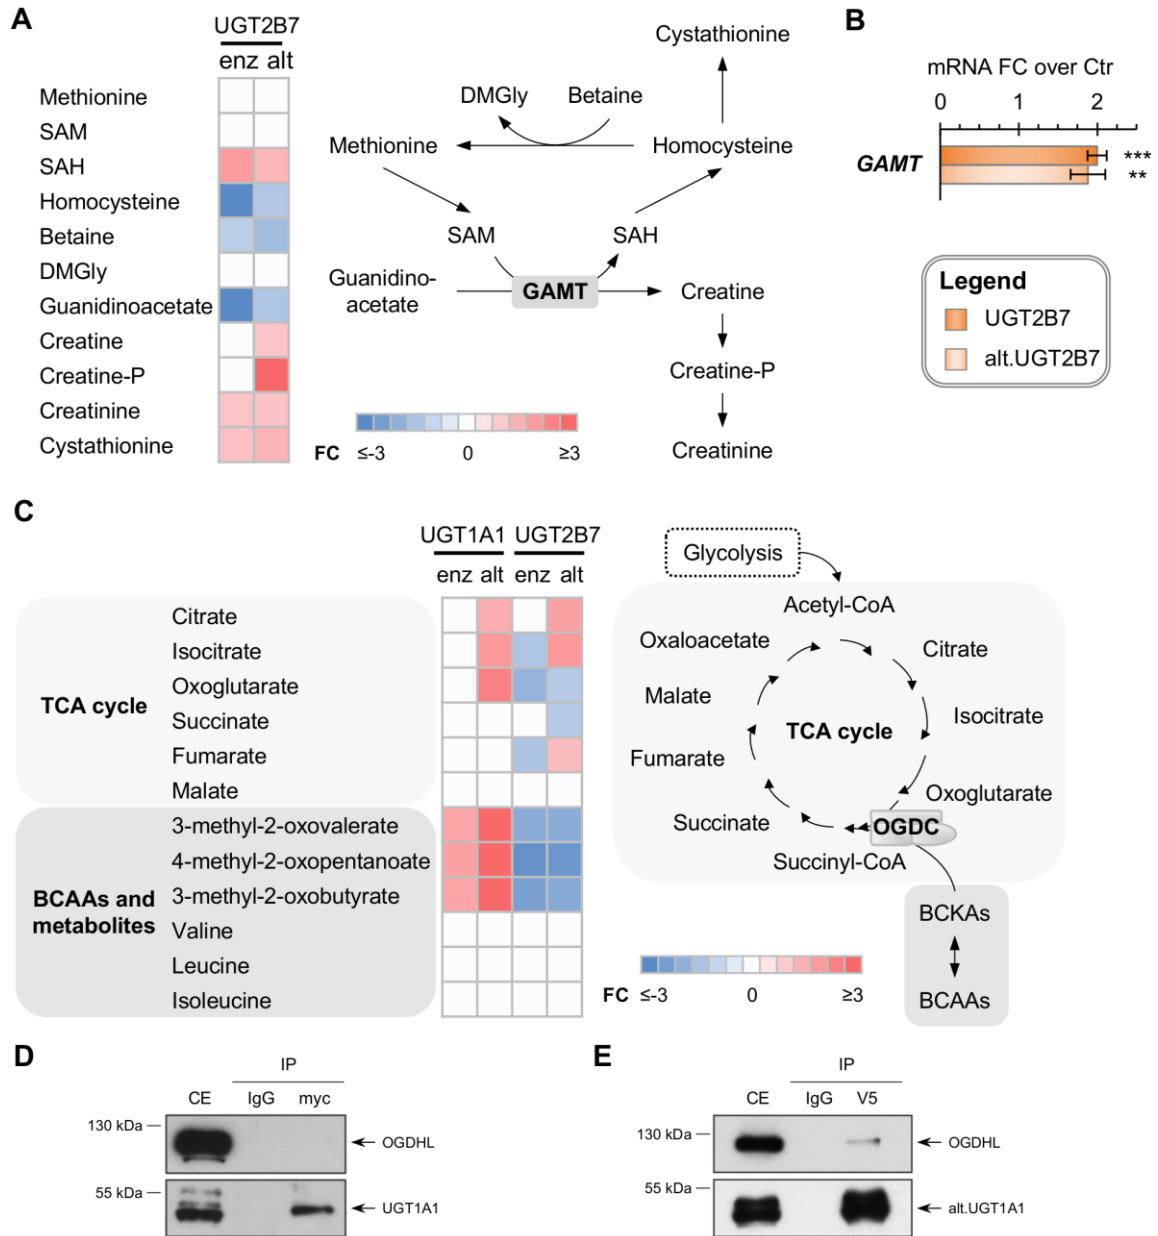 A
UGT2B7
enz alt
Methionine
SAM
SAH
Homocysteine
Betaine
DMGly
Guanidinoacetate
Creatine
Creatine-P
Creatinine
Cystathionine
Cystathionine
DMGly
Betaine
Methionine
Homocysteine
SAM
SAH
Guanidino-
acetate
GAMT
Creatine
Creatine-P
Creatinine
FC ≤-3 0 ≥3
B
mRNA FC over Ctr
0 1 2
GAMT
***
**
Legend
UGT2B7
alt.UGT2B7
C
UGT1A1 UGT2B7
enz alt enz alt
TCA cycle
Citrate
Isocitrate
Oxoglutarate
Succinate
Fumarate
Malate
BCAAs and
metabolites
3-methyl-2-oxovalerate
4-methyl-2-oxopentanoate
3-methyl-2-oxobutyrate
Valine
Leucine
Isoleucine
Glycolysis
Acetyl-CoA
Oxaloacetate
Citrate
Malate
Isocitrate
TCA cycle
Fumarate
Oxoglutarate
Succinate
OGDC
Succinyl-CoA
BCKAs
BCAAs
FC ≤-3 0 ≥3
D
IP
CE IgG myc
130 kDa
OGDHL
55 kDa
UGT1A1
E
IP
CE IgG V5
130 kDa
OGDHL
55 kDa
alt.UGT1A1